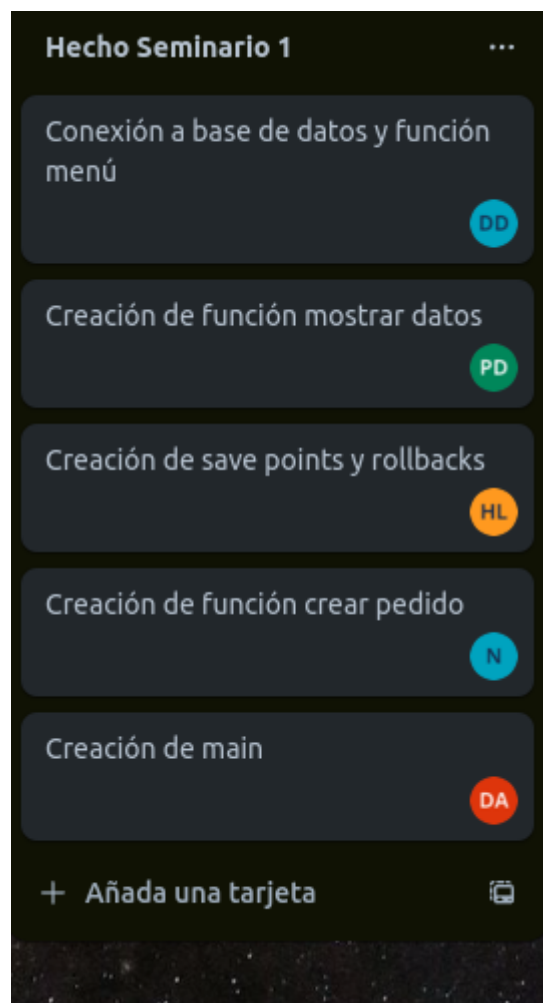 Hecho Seminario 1
Conexión a base de datos y función
menú
DD
Creación de función mostrar datos
PD
Creación de save points y rollbacks
HL
Creación de función crear pedido
N
Creación de main
DA
Añada una tarjeta